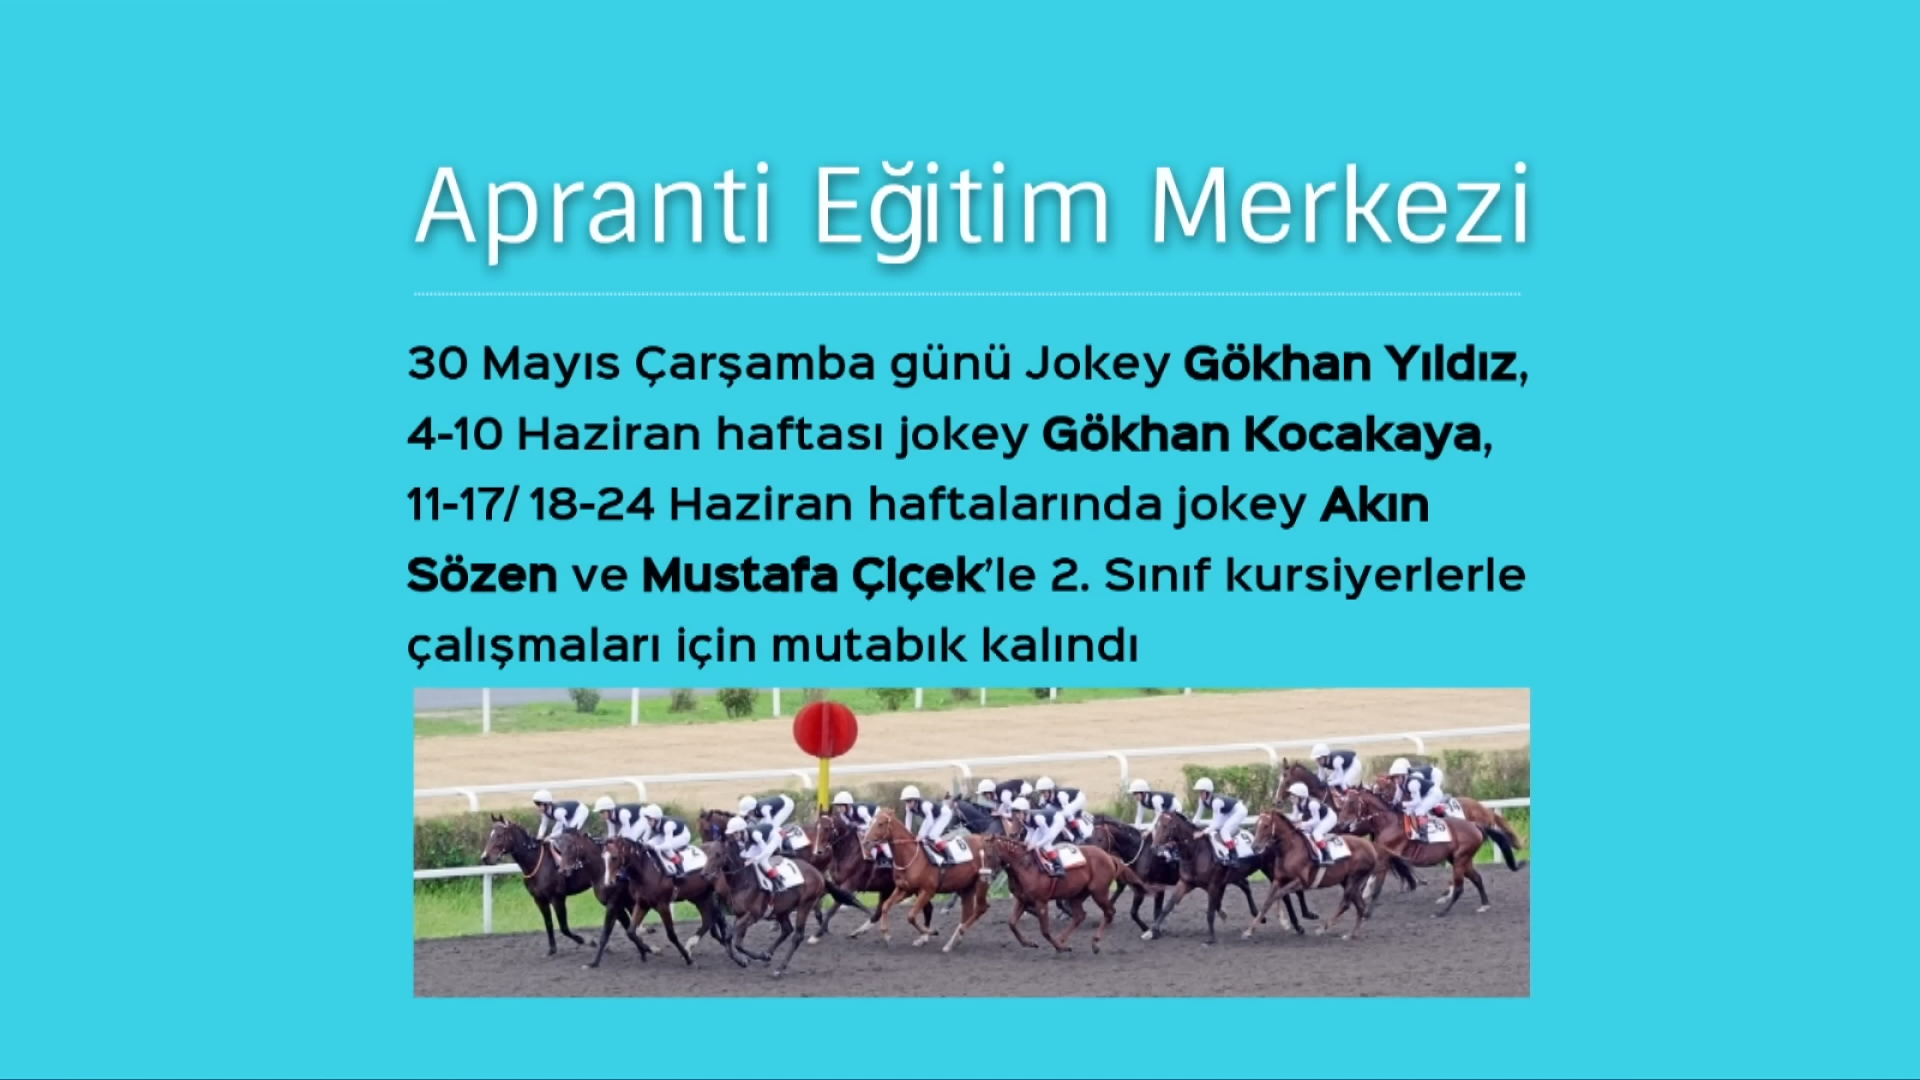 Apranti Eğitim Merkezi
30 Mayıs Çarşamba günü Jokey Gökhan Yıldız,
4-10 Haziran haftası jokey Gökhan Kocakaya,
11-17/ 18-24 Haziran haftalarında jokey Akın
Sözen ve Mustafa Çiçek’le 2. Sınıf kursiyerlerle
çalışmaları için mutabık kalındı